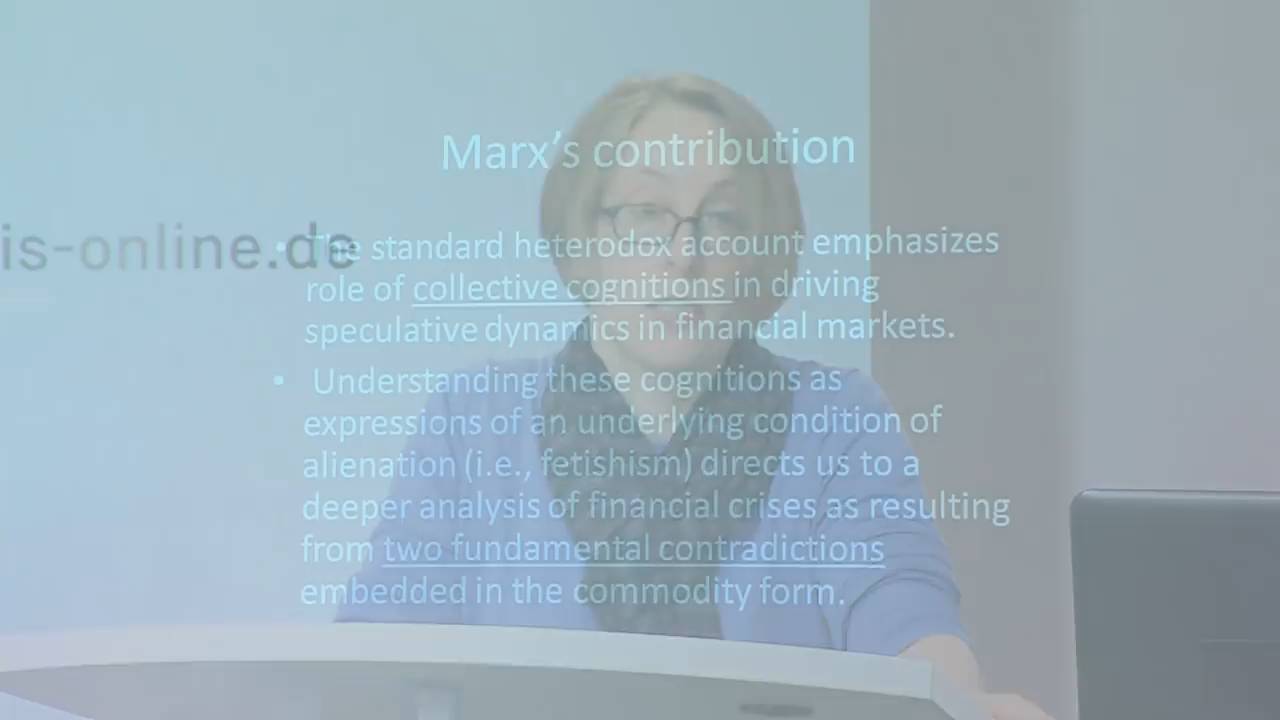 Marx's contribution
is-online.de
• The standard heterodox account emphasizes
role of collective cognitions in driving
speculative dynamics in financial markets.
• Understanding these cognitions as
expressions of an underlying condition of
alienation (i.e., fetishism) directs us to a
deeper analysis of financial crises as resulting
from two fundamental contradictions
embedded in the commodity form.